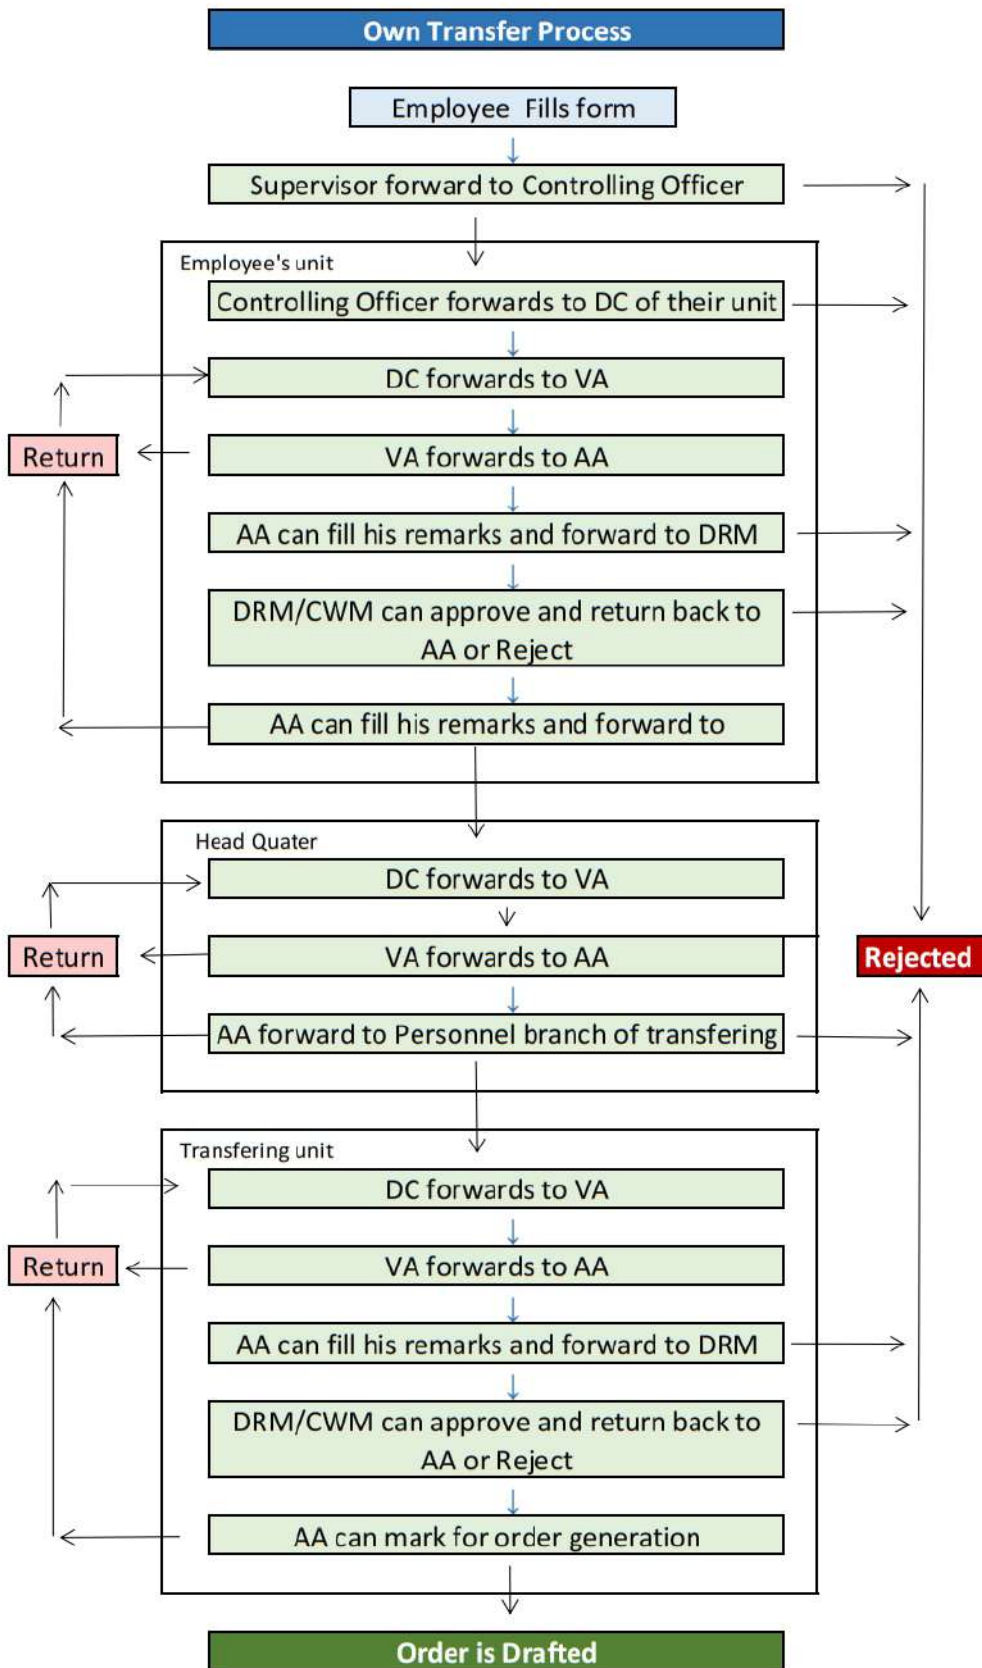 Own Transfer Process
Employee Fills form
Supervisor forward to Controlling Officer
Employee's unit
Controlling Officer forwards to DC of their unit
DC forwards to VA
Return
VA forwards to AA
AA can fill his remarks and forward to DRM
DRM/CWM can approve and return back to
AA or Reject
AA can fill his remarks and forward to
Head Quater
DC forwards to VA
Return
VA forwards to AA
Rejected
AA forward to Personnel branch of transfering
Transfering unit
DC forwards to VA
Return
VA forwards to AA
AA can fill his remarks and forward to DRM
DRM/CWM can approve and return back to
AA or Reject
AA can mark for order generation
Order is Drafted